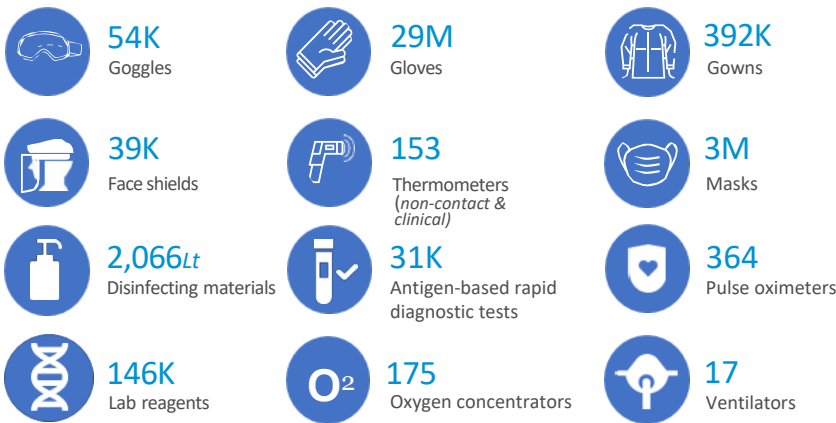 54K
Goggles
29M
Gloves
392K
Gowns
39K
Face shields
153
Thermometers
(non-contact &
clinical)
3M
Masks
2,066Lt
Disinfecting materials
31K
Antigen-based rapid
diagnostic tests
364
Pulse oximeters
146K
Lab reagents
O²
175
Oxygen concentrators
17
Ventilators